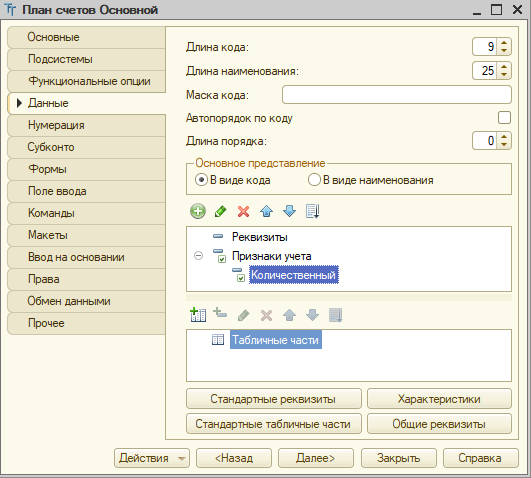 План счетов Основной
Основные
Подсистемы
Функциональные опции
Данные
Нумерация
Субконто
Формы
Поле ввода
Команды
Макеты
Ввод на основании
Права
Обмен данными
Прочее
Длина кода: 9
Длина наименования: 25
Маска кода:
Автопорядок по коду
Длина порядка: 0
Основное представление
В виде кода В виде наименования
Реквизиты
Признаки учета
Количественный
Табличные части
Стандартные реквизиты Характеристики
Стандартные табличные части Общие реквизиты
Действия <Назад Далее> Закрыть Справка